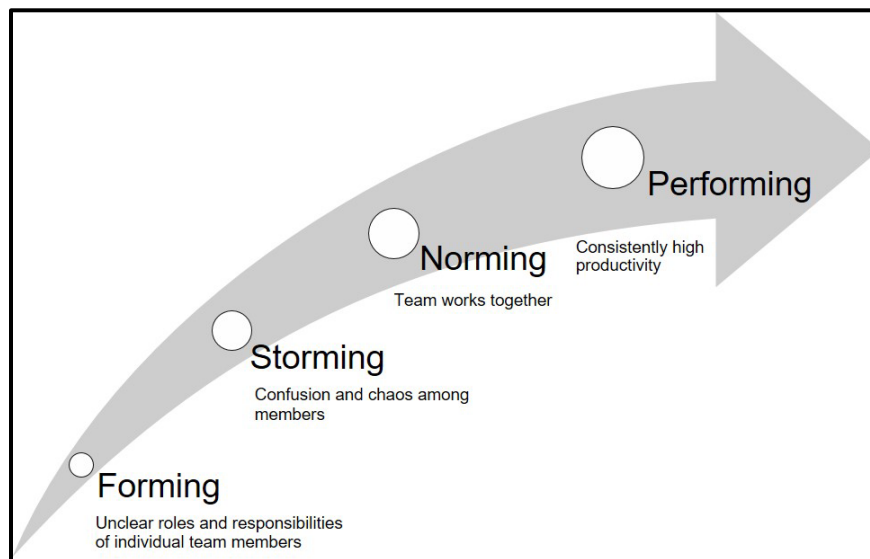 Performing
Consistently high
productivity
Norming
Team works together
Storming
Confusion and chaos among
members
Forming
Unclear roles and responsibilities
of individual team members